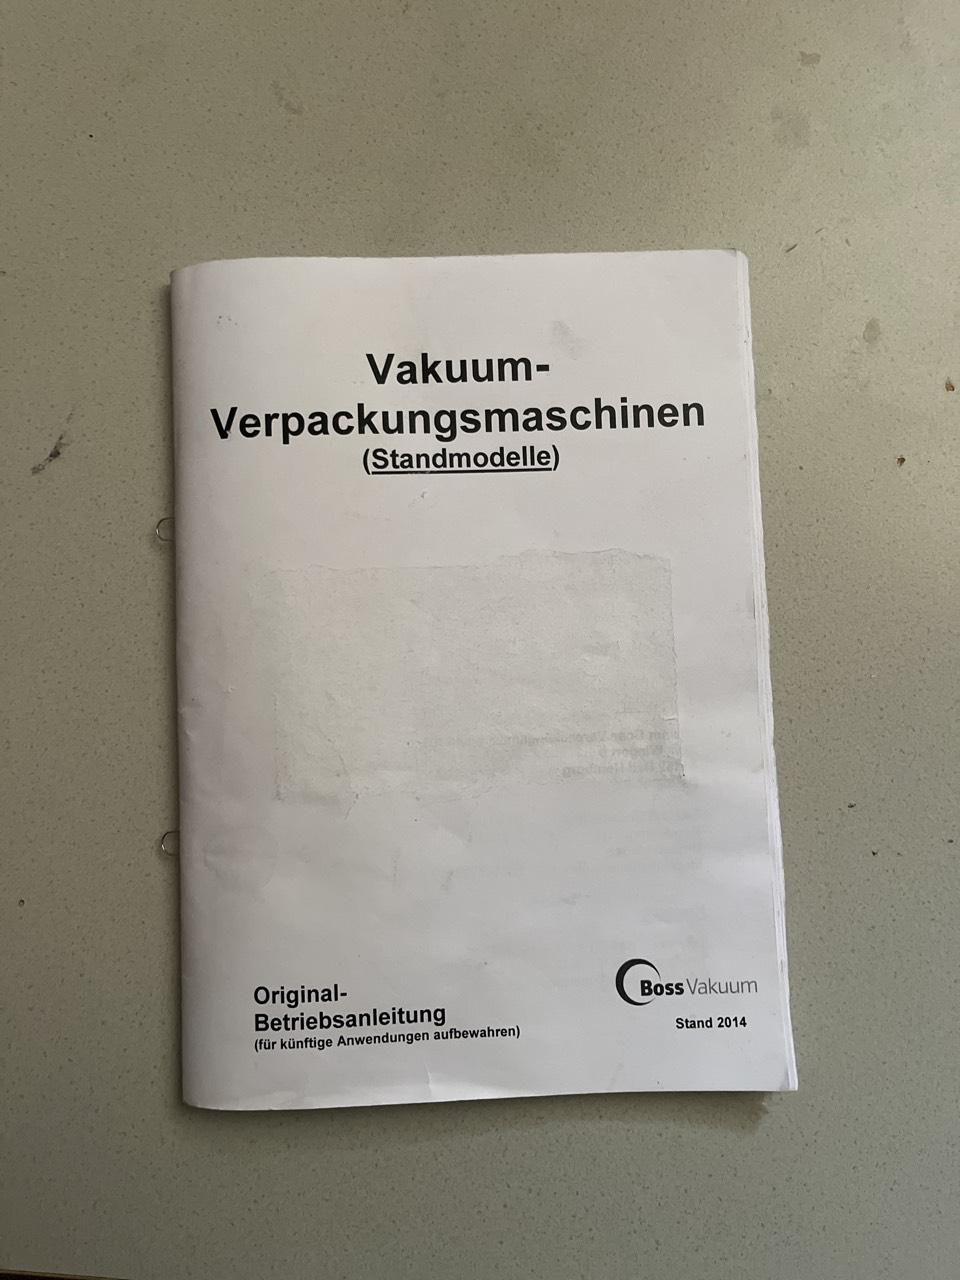 Vakuum-
Verpackungsmaschinen
(Standmodelle)
Original-
Betriebsanleitung
(für künftige Anwendungen aufbewahren)
Boss Vakuum
Stand 2014